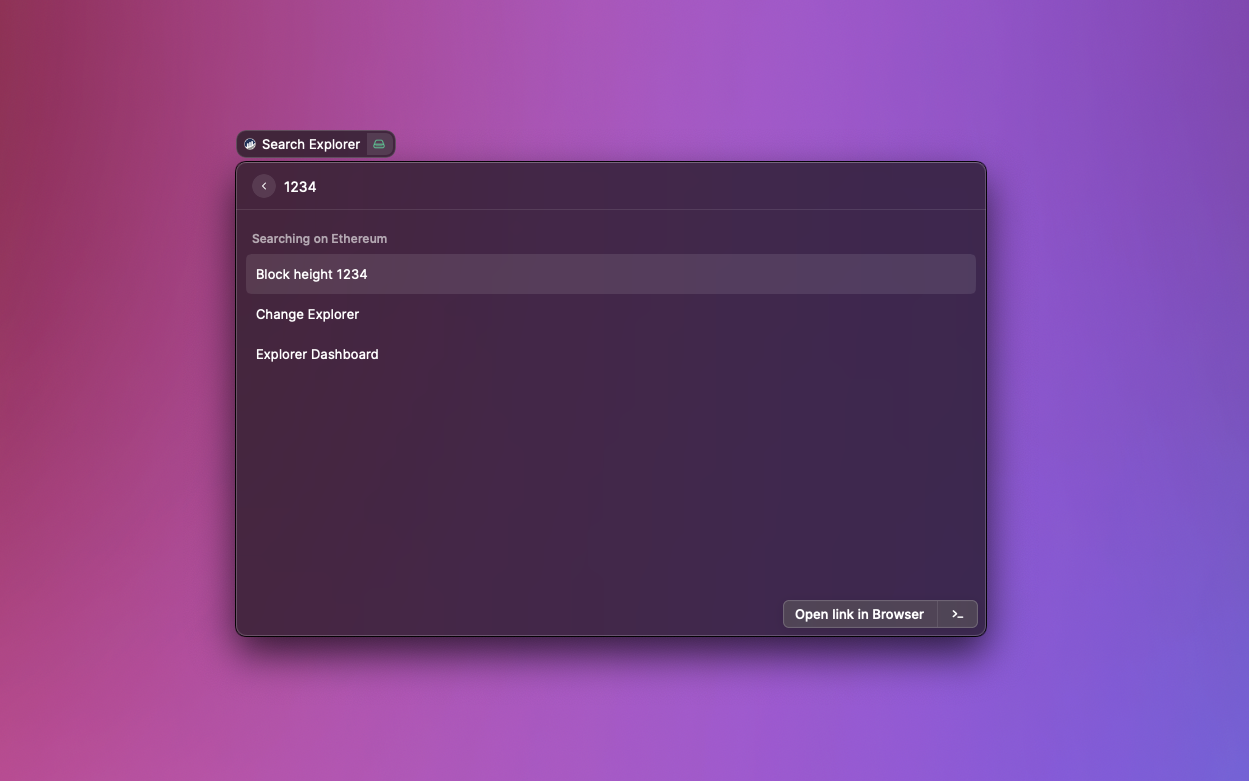 Search Explorer
1234
Searching on Ethereum
Block height 1234
Change Explorer
Explorer Dashboard
Open link in Browser >_